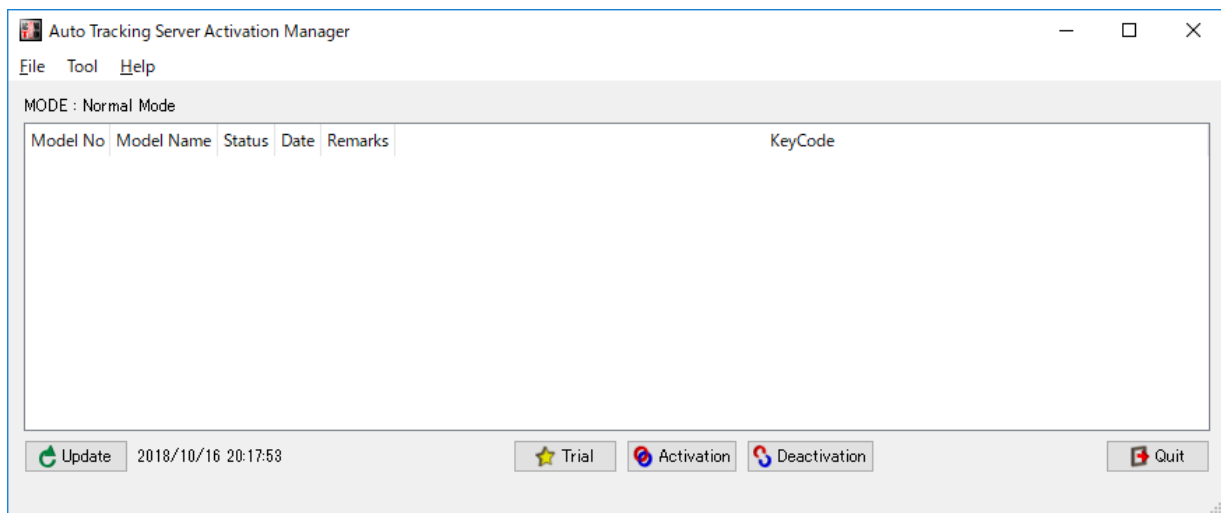 Auto Tracking Server Activation Manager
File Tool Help
MODE : Normal Mode
Model No Model Name Status Date Remarks KeyCode
Update 2018/10/16 20:17:53 Trial Activation Deactivation Quit